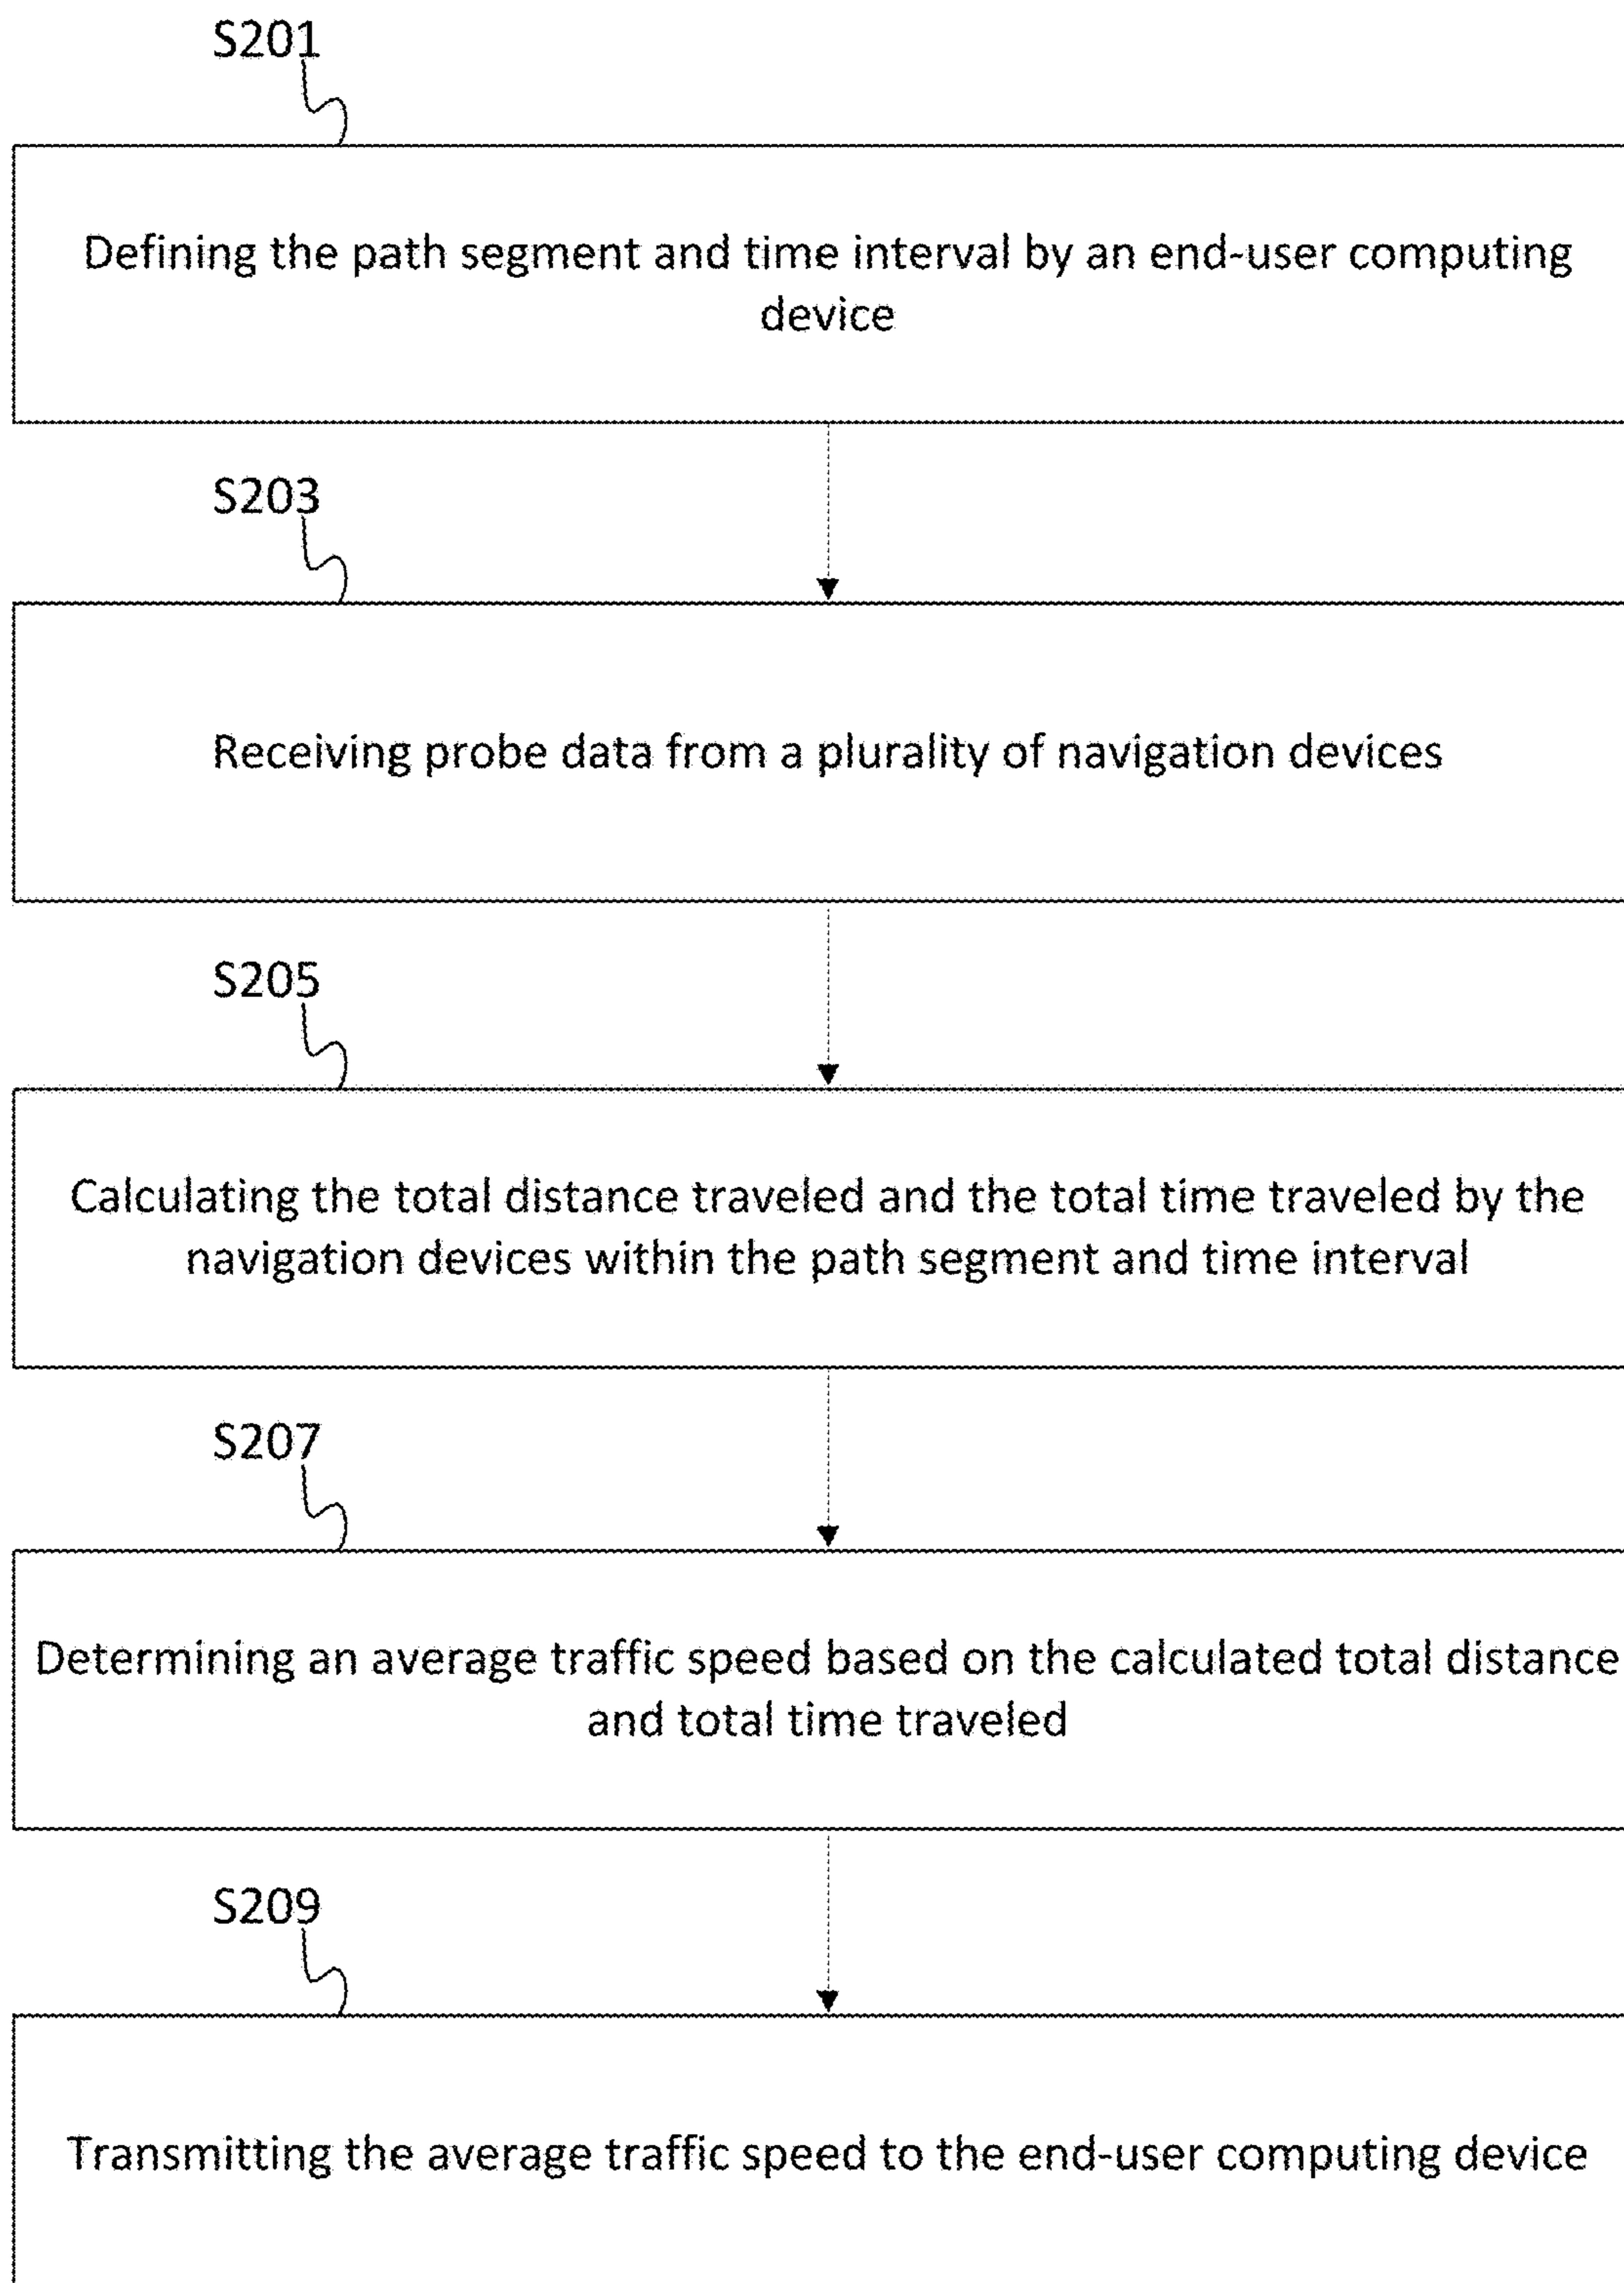 S201
Defining the path segment and time interval by an end-user computing
device
S203
Receiving probe data from a plurality of navigation devices
S205
Calculating the total distance traveled and the total time traveled by the
navigation devices within the path segment and time interval
S207
Determining an average traffic speed based on the calculated total distance
and total time traveled
S209
Transmitting the average traffic speed to the end-user computing device